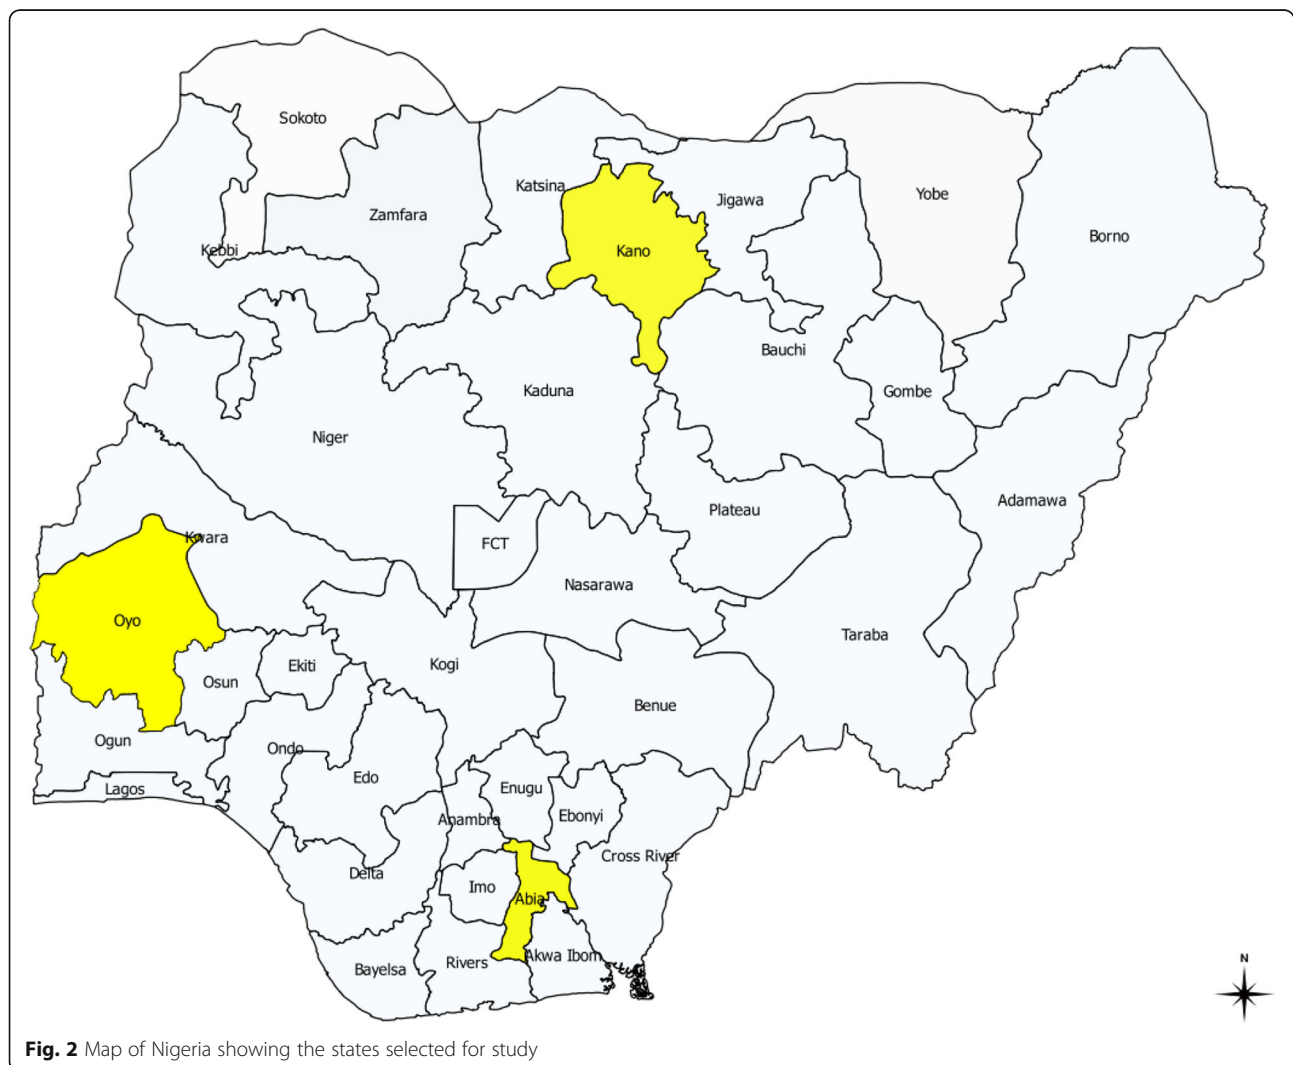 Sokoto
Yobe
Katsina
Jigawa
Zamfara
Borno
Kebbi
Kano
Bauchi
Kaduna
Gombe
Niger
Adamawa
Plateau
Kwara
FCT
Nasarawa
Oyo
Taraba
Ekiti
Kogi
Osun
Benue
Ogun
Ondo
Edo
Lagos
Enugu
Anambra
Ebonyi
Cross River
Delta
Imo
Abia
Akwa Ibom
Rivers
Bayelsa
N
Fig. 2 Map of Nigeria showing the states selected for study